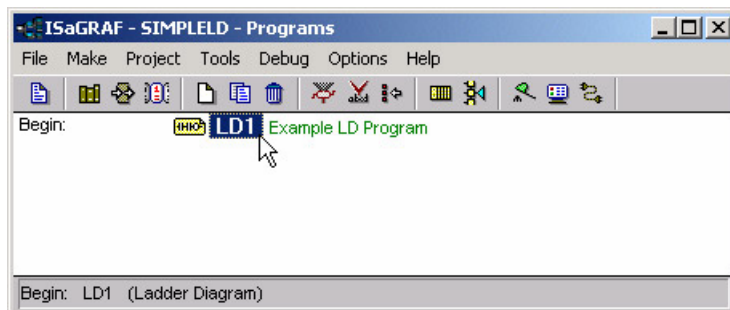 ISaGRAF - SIMPLELD - Programs
File Make Project Tools Debug Options Help
Begin: LD1 Example LD Program
Begin: LD1 (Ladder Diagram)